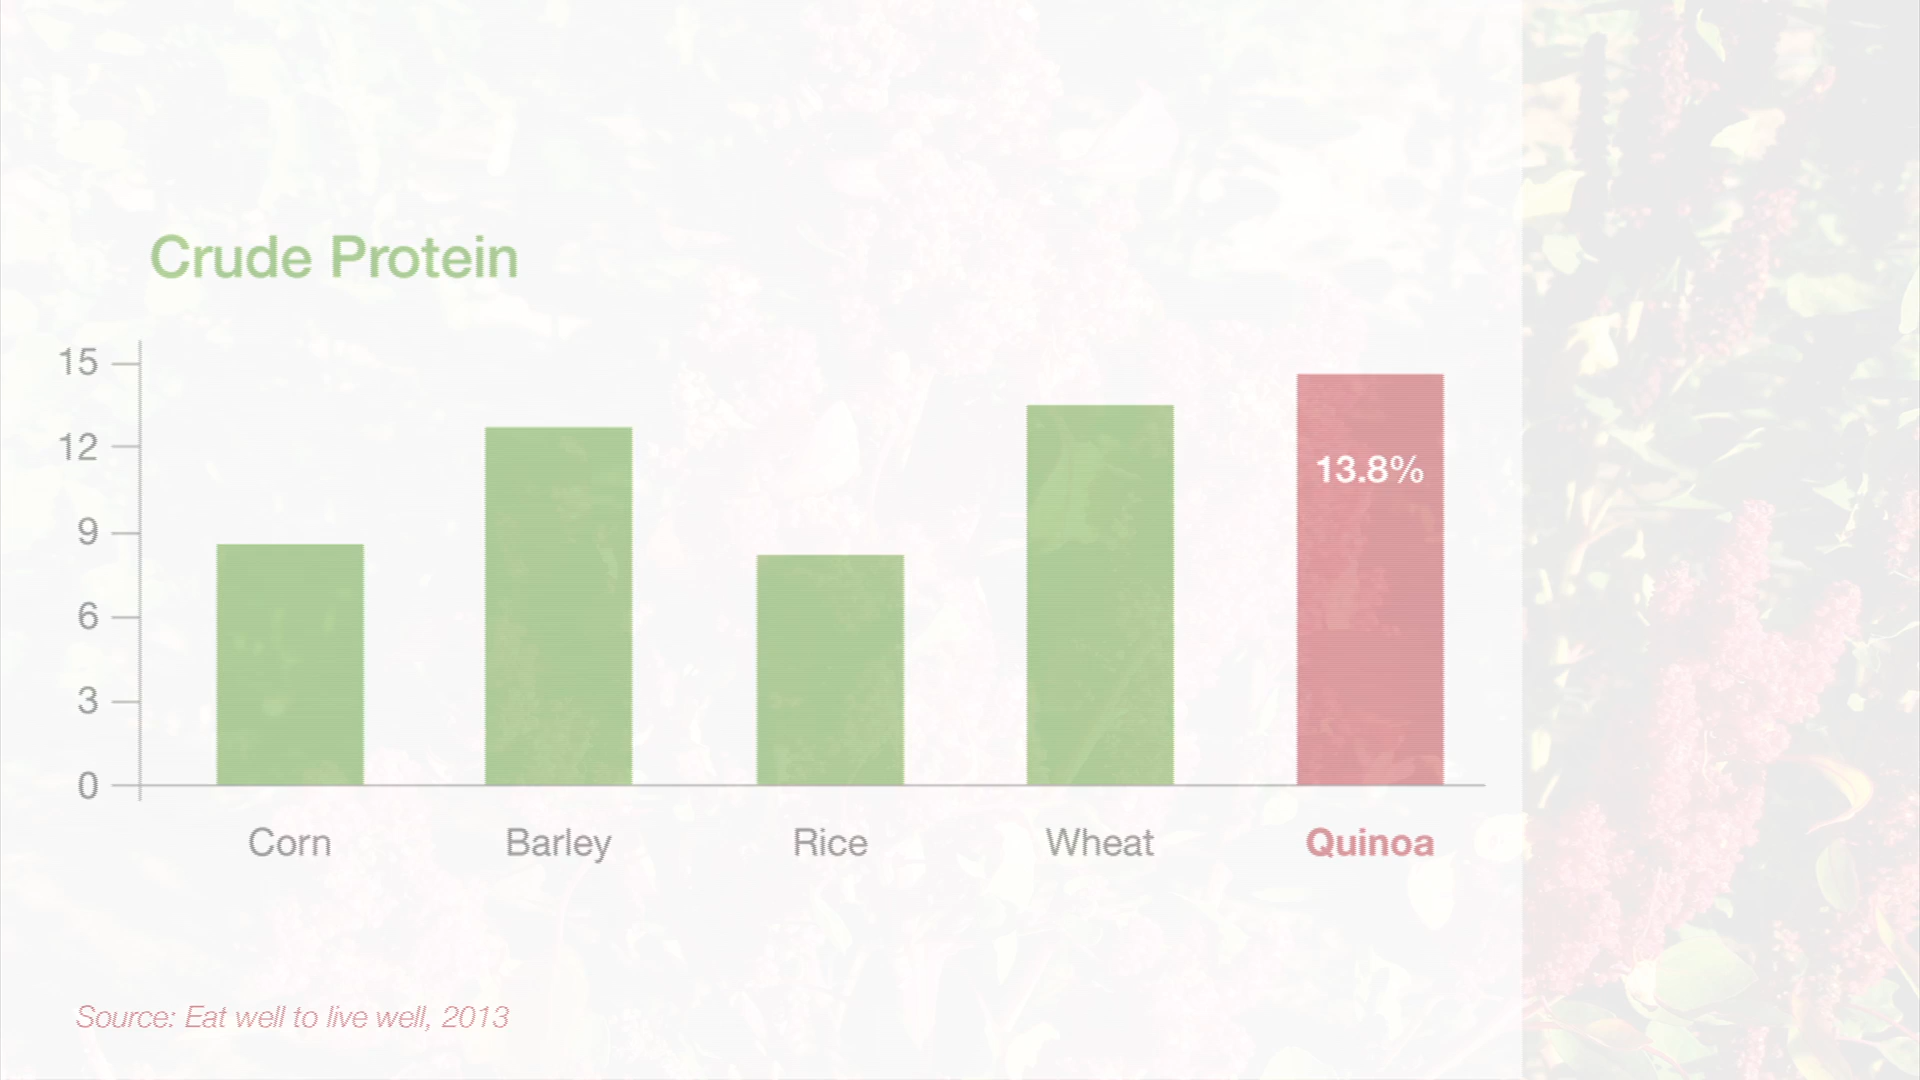 Crude Protein
15
12
9
6
3
0
13.8%
Corn Barley Rice Wheat Quinoa
Source: Eat well to live well, 2013